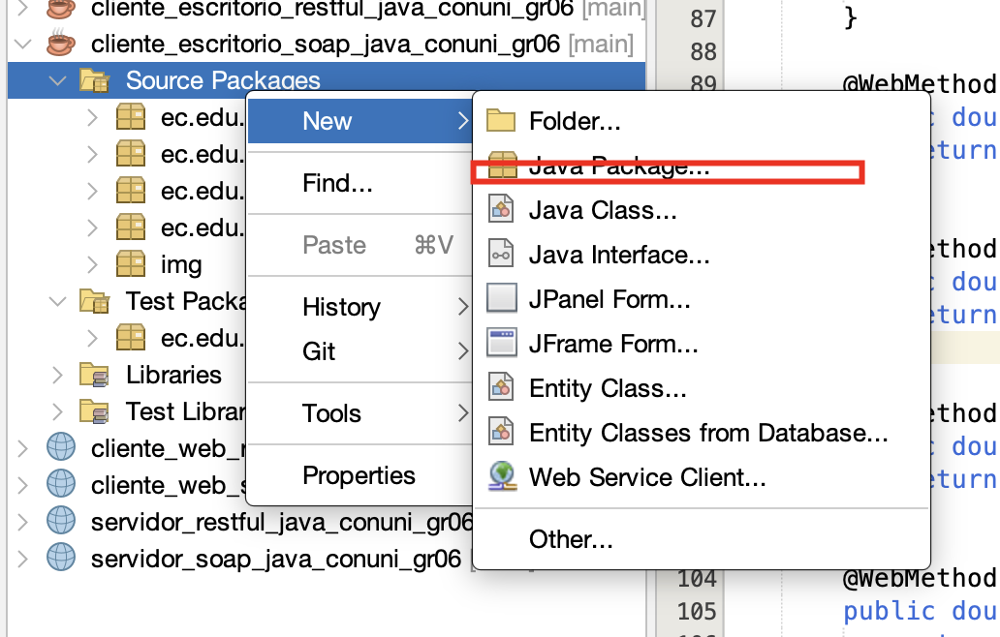 cliente_escritorio_restful_java_conuni_gr06 [main]
cliente_escritorio_soap_java_conuni_gr06 [main]
Source Packages
ec.edu.
ec.edu.
ec.edu.
ec.edu.
img
Test Packa
ec.edu.
Libraries
Test Librar
cliente_web_r
cliente_web_s
servidor_restful_java_conuni_gr06
servidor_soap_java_conuni_gr06
New
Find...
Paste ⌘V
History
Git
Tools
Properties
Folder...
Java Package...
Java Class...
Java Interface...
JPanel Form...
JFrame Form...
Entity Class...
Entity Classes from Database...
Web Service Client...
Other...
87 }
88
89 @WebMethod
c dou
eturn
ethod
c dou
eturn
ethod
c dou
eturn
104 @WebMethod
105 public dou